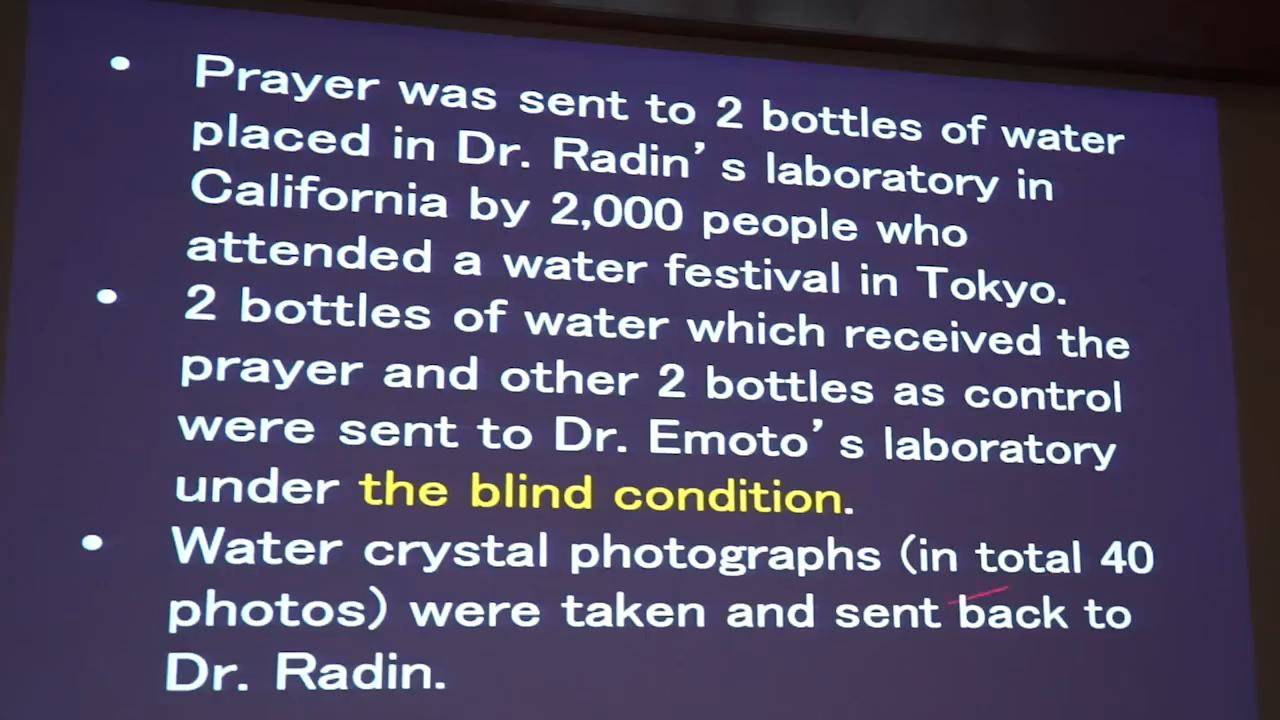 • Prayer was sent to 2 bottles of water
placed in Dr. Radin's laboratory in
California by 2,000 people who
attended a water festival in Tokyo.
• 2 bottles of water which received the
prayer and other 2 bottles as control
were sent to Dr. Emoto's laboratory
under the blind condition.
• Water crystal photographs (in total 40
photos) were taken and sent back to
Dr. Radin.